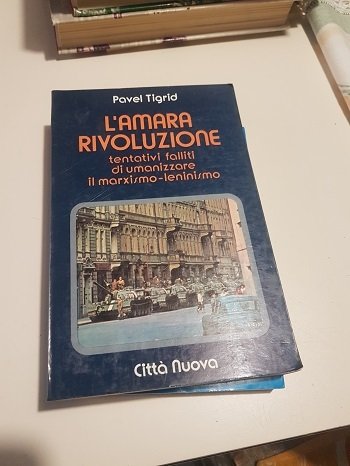 Pavel Tigrid
L'AMARA
RIVOLUZIONE
tentativi falliti
di umanizzare
il marxismo-leninismo
Città Nuova